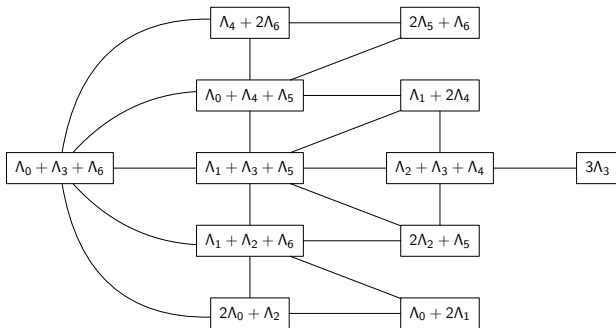 Λ₄ + 2Λ₆ 2Λ₅ + Λ₆
Λ₀ + Λ₄ + Λ₅ Λ₁ + 2Λ₄
Λ₀ + Λ₃ + Λ₆ Λ₁ + Λ₃ + Λ₅ Λ₂ + Λ₃ + Λ₄ 3Λ₃
Λ₁ + Λ₂ + Λ₆ 2Λ₂ + Λ₅
2Λ₀ + Λ₂ Λ₀ + 2Λ₁